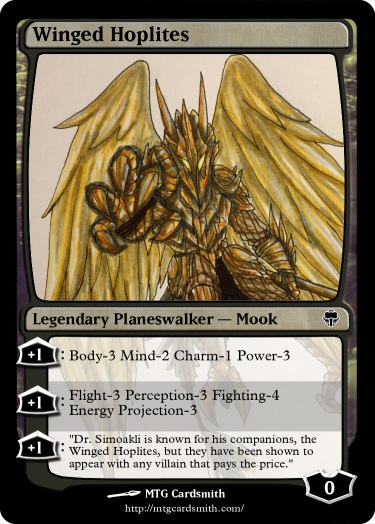 Winged Hoplites
Legendary Planeswalker — Mook
+1 : Body-3 Mind-2 Charm-1 Power-3
+1 : Flight-3 Perception-3 Fighting-4
Energy Projection-3
+1 : "Dr. Simoakli is known for his companions, the
Winged Hoplites, but they have been shown to
appear with any villain that pays the price."
0
MTG Cardsmith
http://mtgcardsmith.com/